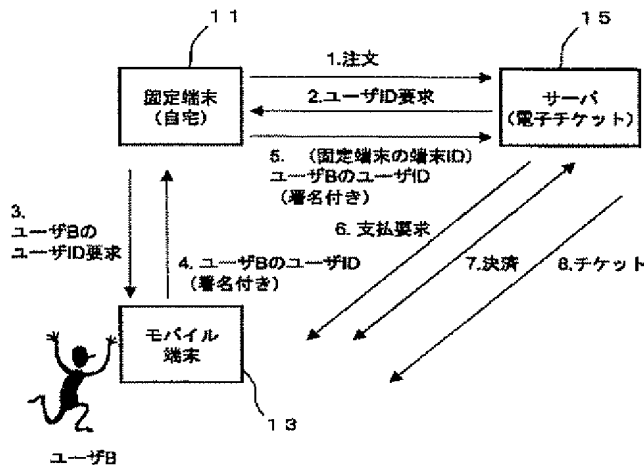 11
15
固定端末
(自宅)
サーバ
(電子チケット)
1.注文
2.ユーザID要求
5. (固定端末の端末ID)
ユーザBのユーザID
(署名付き)
3.
ユーザBの
ユーザID要求
4. ユーザBのユーザID
(署名付き)
6. 支払要求
7.決済
8.チケット
モバイル
端末
13
ユーザB